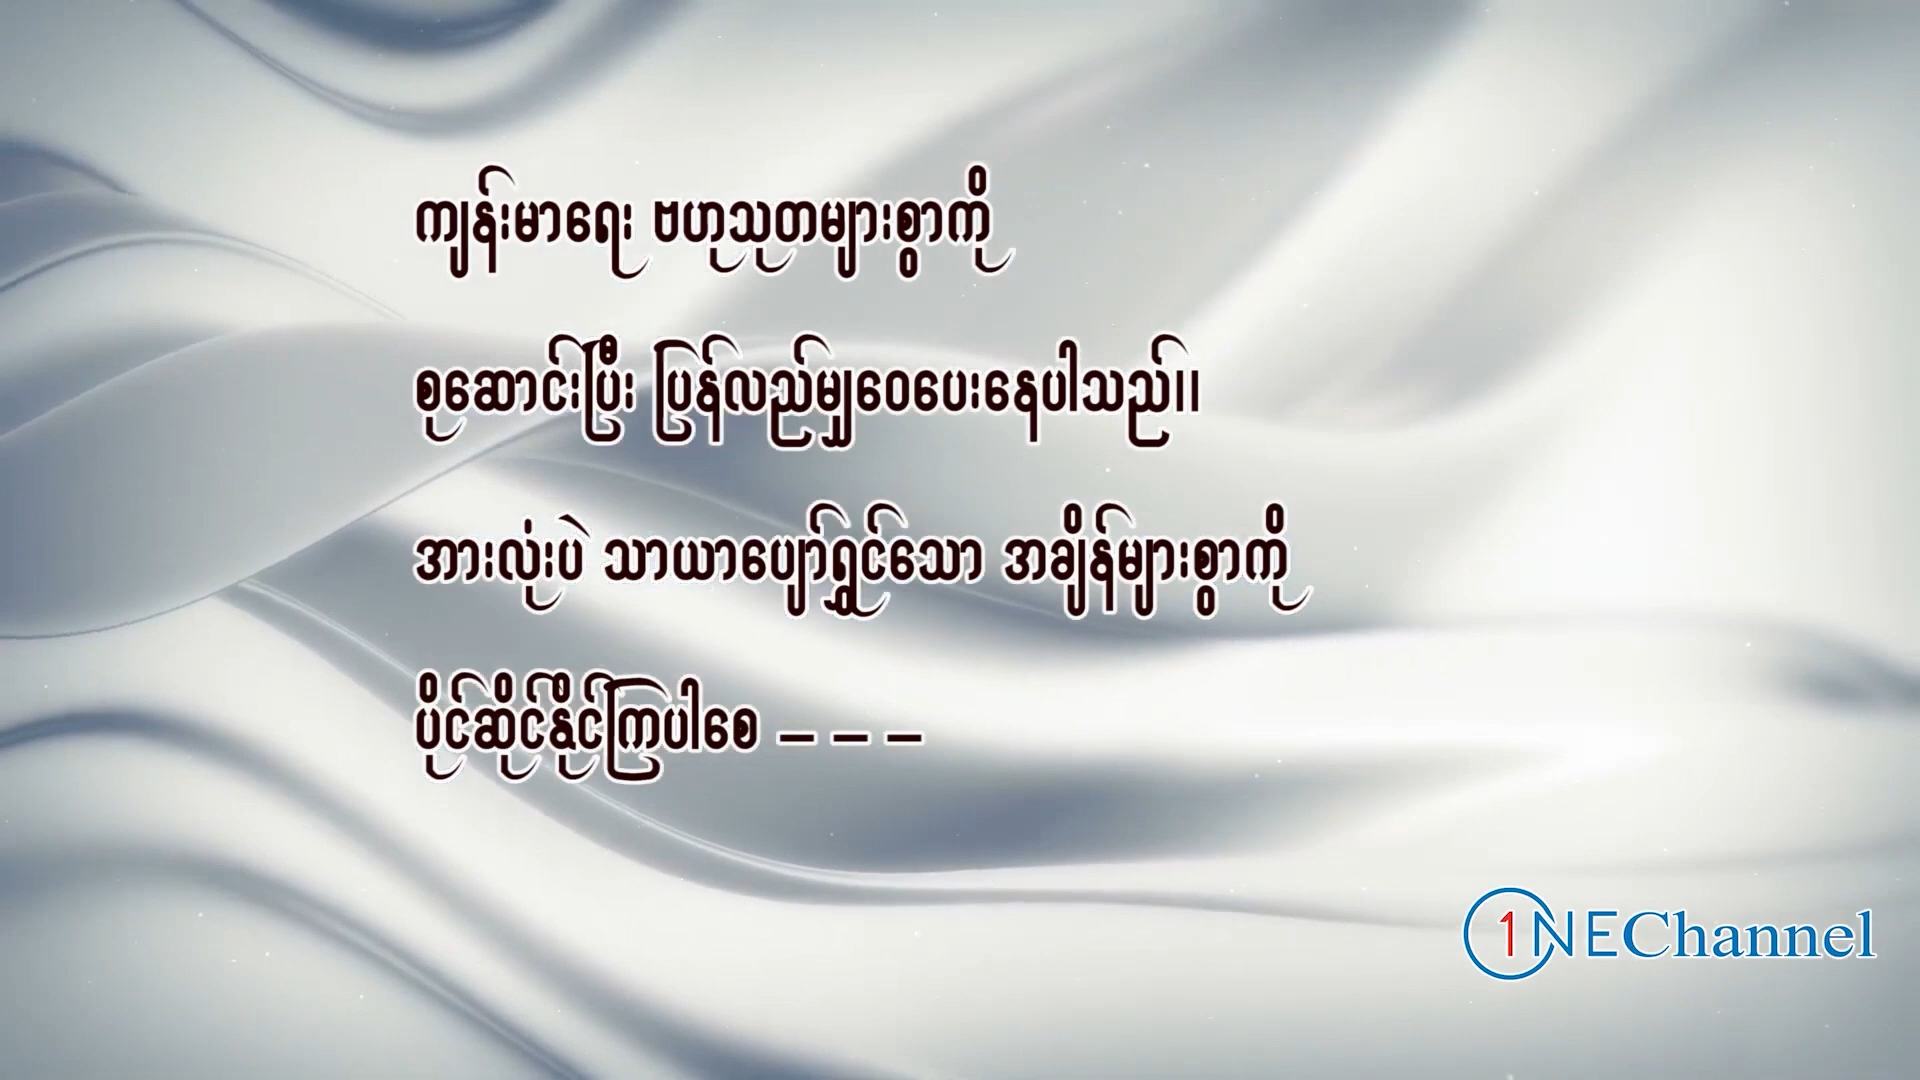 ကျန်းမာရေး ဗဟုသုတများစွာကို
စုဆောင်းပြီး ပြန်လည်မျှဝေပေးနေပါသည်။
အားလုံးပဲ သာယာပျော်ရွှင်သော အချိန်များစွာကို
ပိုင်ဆိုင်နိုင်ကြပါစေ – – –
1NEChannel